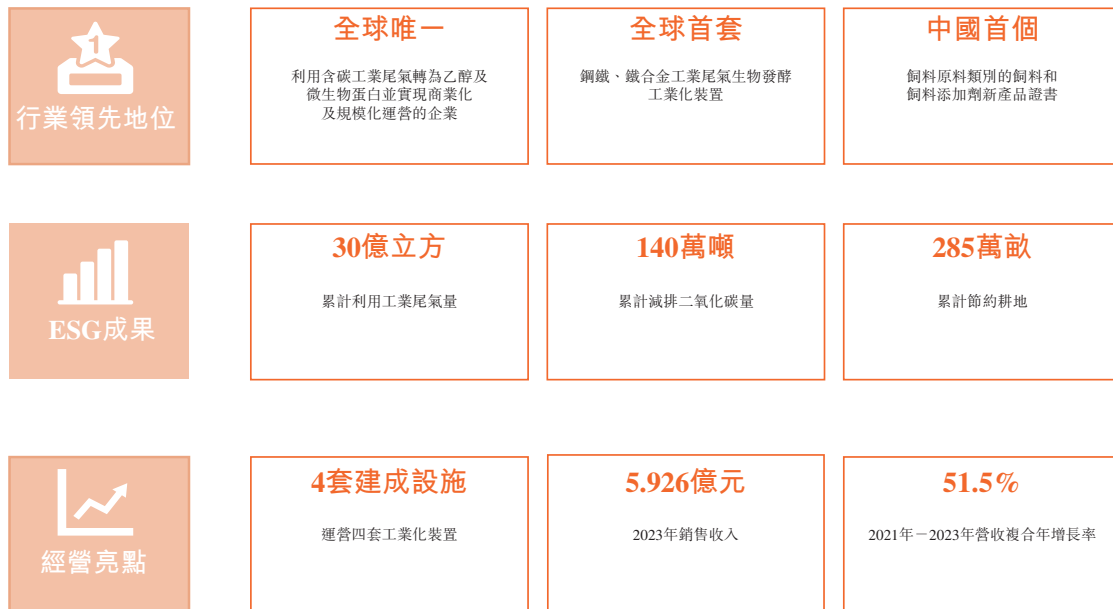 1
行業領先地位
全球唯一
利用含碳工業尾氣轉為乙醇及
微生物蛋白並實現商業化
及規模化運營的企業
全球首套
鋼鐵、鐵合金工業尾氣生物發酵
工業化裝置
中國首個
飼料原料類別的飼料和
飼料添加劑新產品證書
ESG成果
30億立方
累計利用工業尾氣量
140萬噸
累計減排二氧化碳量
285萬畝
累計節約耕地
經營亮點
4套建成設施
運營四套工業化裝置
5.926億元
2023年銷售收入
51.5%
2021年－2023年營收複合年增長率